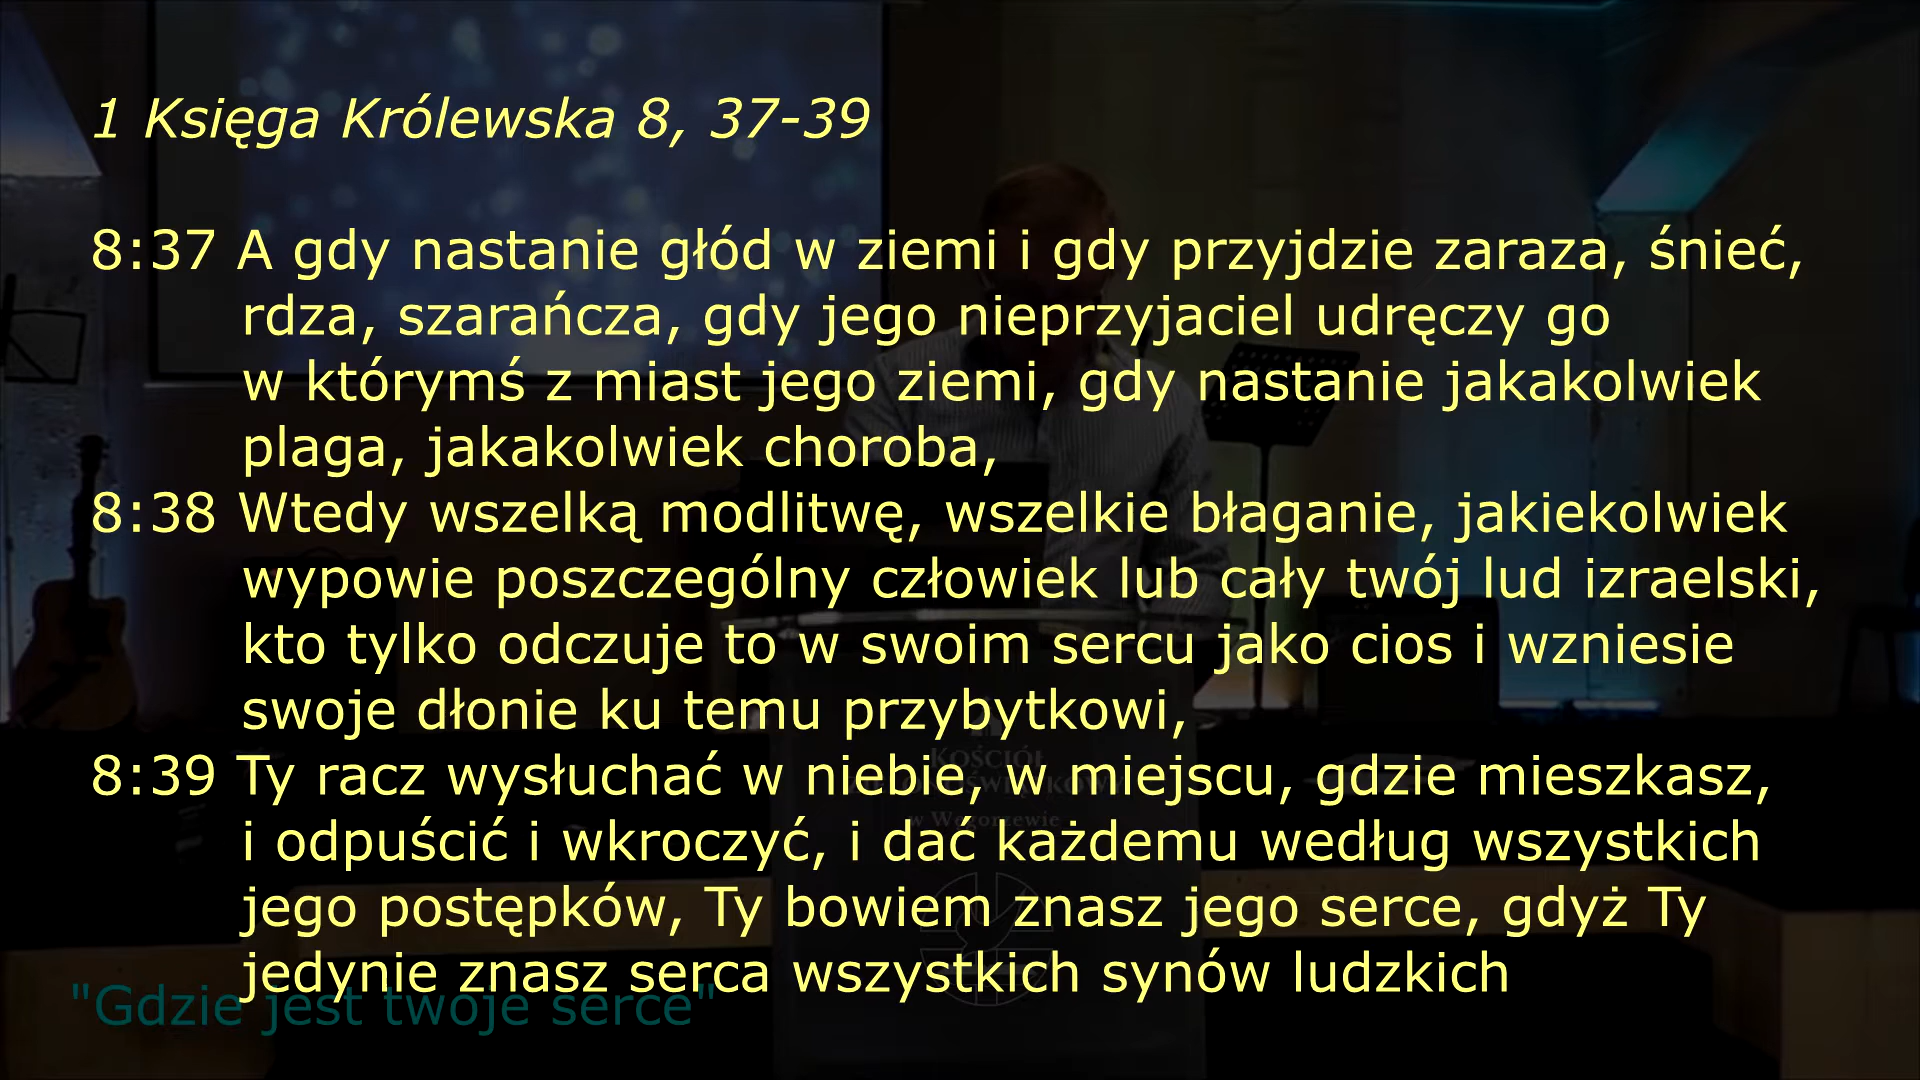 1 Księga Królewska 8, 37-39
8:37 A gdy nastanie głód w ziemi i gdy przyjdzie zaraza, śnieć,
rdza, szarańcza, gdy jego nieprzyjaciel udręczy go
w którymś z miast jego ziemi, gdy nastanie jakakolwiek
plaga, jakakolwiek choroba,
8:38 Wtedy wszelką modlitwę, wszelkie błaganie, jakiekolwiek
wypowie poszczególny człowiek lub cały twój lud izraelski,
kto tylko odczuje to w swoim sercu jako cios i wzniesie
swoje dłonie ku temu przybytkowi,
KOŚCIÓŁ
8:39 Ty racz wysłuchać w niebie, w miejscu, gdzie mieszkasz,
w Węgorzewie
i odpuścić i wkroczyć, i dać każdemu według wszystkich
jego postępków, Ty bowiem znasz jego serce, gdyż Ty
jedynie znasz serca wszystkich synów ludzkich
"Gdzie jest twoje serce"